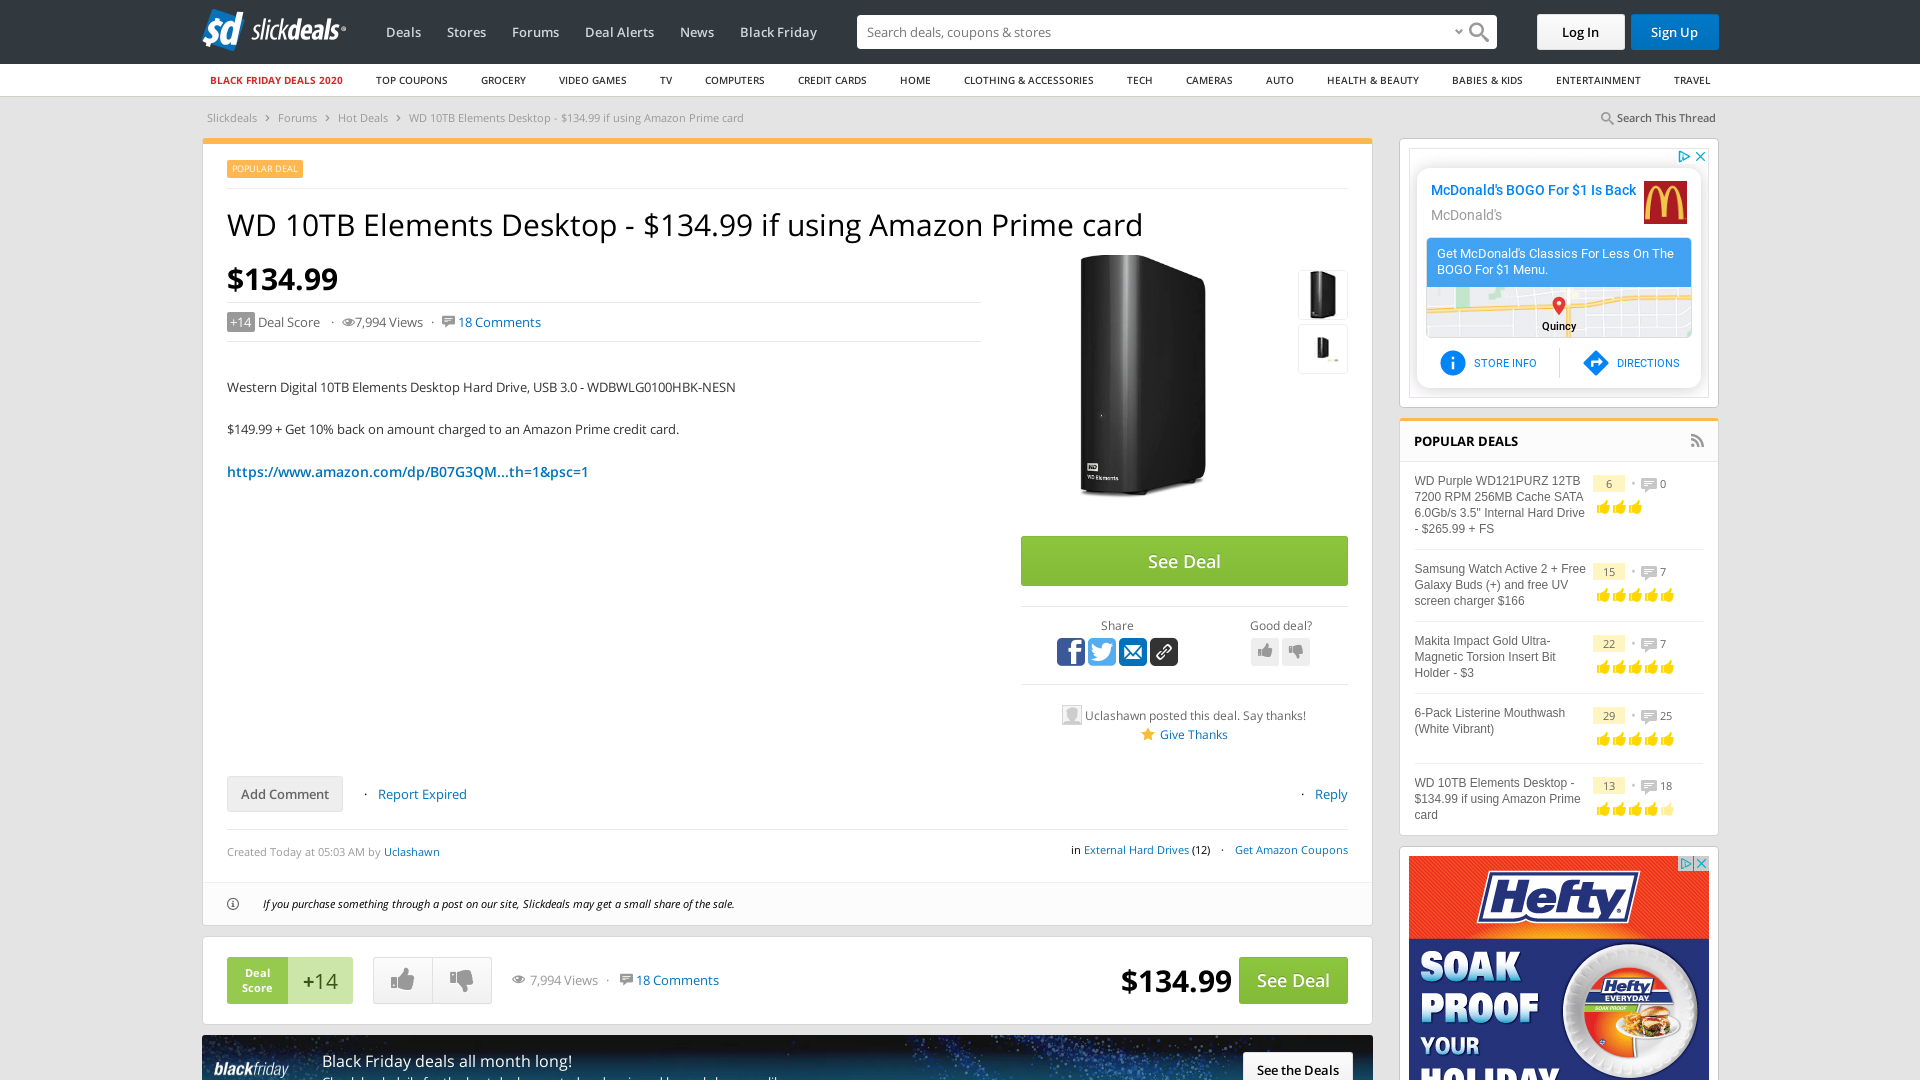 slickdeals
Deals Stores Forums Deal Alerts News Black Friday
Search deals, coupons & shops
Log In Sign Up
BLACK FRIDAY DEALS 2020 TOP COUPONS GROCERY VIDEO GAMES TV COMPUTERS CREDIT CARDS HOME CLOTHING & ACCESSORIES TECH CAMERAS AUTO HEALTH & BEAUTY BABIES & KIDS ENTERTAINMENT TRAVEL
Slickdeals › Forums › Hot Deals › WD 10TB Elements Desktop - $134.99 if using Amazon Prime card
Search This Thread
POPULAR DEAL
WD 10TB Elements Desktop - $134.99 if using Amazon Prime card
$134.99
+14 Deal Score · 7,994 Views · 18 Comments
Western Digital 10TB Elements Desktop Hard Drive, USB 3.0 - WDBWLG0100HBK-NESN
$149.99 + Get 10% back on amount charged to an Amazon Prime credit card.
https://www.amazon.com/dp/B07G3QM...th=1&psc=1
WD
WD Elements
See Deal
Share
Good deal?
Uclashawn posted this deal. Say thanks!
Give Thanks
Add Comment · Report Expired
· Reply
Created Today at 05:03 AM by Uclashawn
in External Hard Drives (12) · Get Amazon Coupons
If you purchase something through a post on our site, Slickdeals may get a small share of the sale.
Deal
Score
+14
7,994 Views · 18 Comments
$134.99
See Deal
blackfriday
Black Friday deals all month long!
See the Deals
McDonald's BOGO For $1 Is Back
McDonald's
Get McDonald's Classics For Less On The
BOGO For $1 Menu.
Quincy
STORE INFO
DIRECTIONS
POPULAR DEALS
WD Purple WD121PURZ 12TB
7200 RPM 256MB Cache SATA
6.0Gb/s 3.5" Internal Hard Drive
- $265.99 + FS
6 • 0
Samsung Watch Active 2 + Free
Galaxy Buds (+) and free UV
screen charger $166
15 • 7
Makita Impact Gold Ultra-
Magnetic Torsion Insert Bit
Holder - $3
22 • 7
6-Pack Listerine Mouthwash
(White Vibrant)
29 • 25
WD 10TB Elements Desktop -
$134.99 if using Amazon Prime
card
13 • 18
Hefty
SOAK
PROOF
YOUR
HOLIDAY
Hefty
EVERYDAY
SOAK PROOF